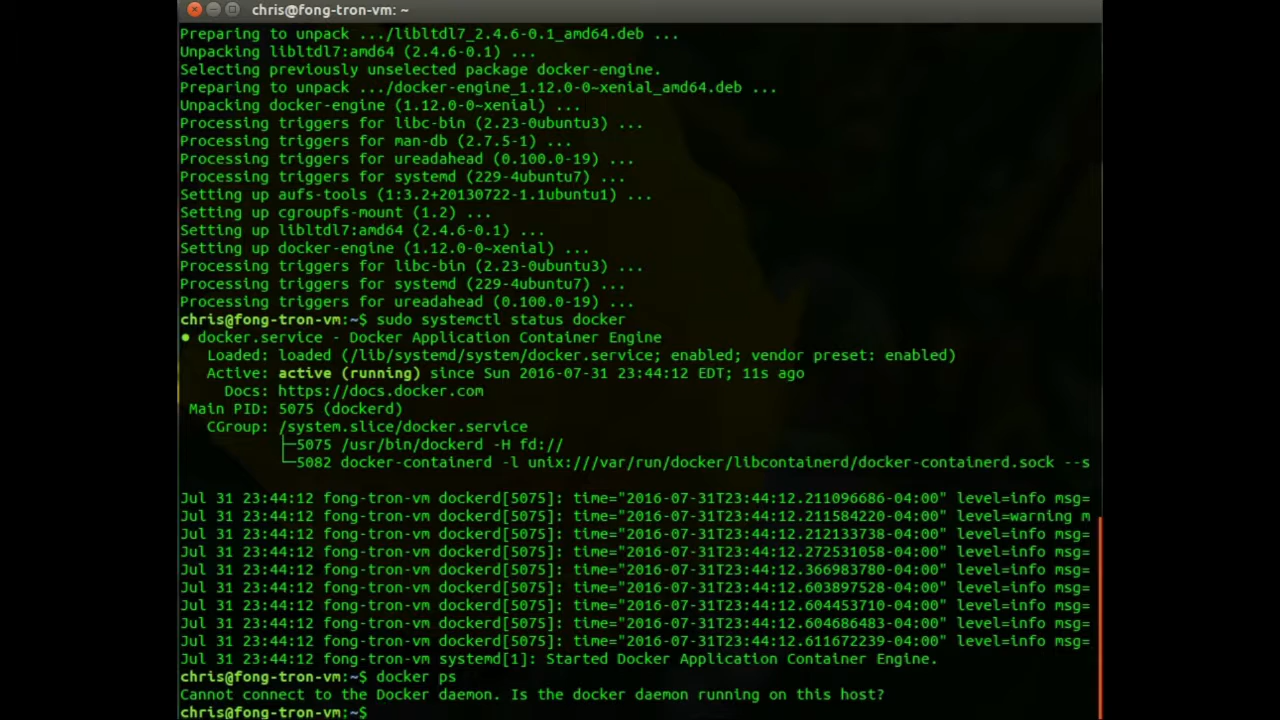 chris@fong-tron-vm: ~
Preparing to unpack .../libltdl7_2.4.6-0.1_amd64.deb ...
Unpacking libltdl7:amd64 (2.4.6-0.1) ...
Selecting previously unselected package docker-engine.
Preparing to unpack .../docker-engine_1.12.0-0~xenial_amd64.deb ...
Unpacking docker-engine (1.12.0-0~xenial) ...
Processing triggers for libc-bin (2.23-0ubuntu3) ...
Processing triggers for man-db (2.7.5-1) ...
Processing triggers for ureadahead (0.100.0-19) ...
Processing triggers for systemd (229-4ubuntu7) ...
Setting up aufs-tools (1:3.2+20130722-1.1ubuntu1) ...
Setting up cgroupfs-mount (1.2) ...
Setting up libltdl7:amd64 (2.4.6-0.1) ...
Setting up docker-engine (1.12.0-0~xenial) ...
Processing triggers for libc-bin (2.23-0ubuntu3) ...
Processing triggers for systemd (229-4ubuntu7) ...
Processing triggers for ureadahead (0.100.0-19) ...
chris@fong-tron-vm:~$ sudo systemctl status docker
● docker.service - Docker Application Container Engine
   Loaded: loaded (/lib/systemd/system/docker.service; enabled; vendor preset: enabled)
   Active: active (running) since Sun 2016-07-31 23:44:12 EDT; 11s ago
     Docs: https://docs.docker.com
 Main PID: 5075 (dockerd)
   CGroup: /system.slice/docker.service
           ├─5075 /usr/bin/dockerd -H fd://
           └─5082 docker-containerd -l unix:///var/run/docker/libcontainerd/docker-containerd.sock --s
Jul 31 23:44:12 fong-tron-vm dockerd[5075]: time="2016-07-31T23:44:12.211096686-04:00" level=info msg=
Jul 31 23:44:12 fong-tron-vm dockerd[5075]: time="2016-07-31T23:44:12.211584220-04:00" level=warning m
Jul 31 23:44:12 fong-tron-vm dockerd[5075]: time="2016-07-31T23:44:12.212133738-04:00" level=info msg=
Jul 31 23:44:12 fong-tron-vm dockerd[5075]: time="2016-07-31T23:44:12.272531058-04:00" level=info msg=
Jul 31 23:44:12 fong-tron-vm dockerd[5075]: time="2016-07-31T23:44:12.366983780-04:00" level=info msg=
Jul 31 23:44:12 fong-tron-vm dockerd[5075]: time="2016-07-31T23:44:12.603897528-04:00" level=info msg=
Jul 31 23:44:12 fong-tron-vm dockerd[5075]: time="2016-07-31T23:44:12.604453710-04:00" level=info msg=
Jul 31 23:44:12 fong-tron-vm dockerd[5075]: time="2016-07-31T23:44:12.604686483-04:00" level=info msg=
Jul 31 23:44:12 fong-tron-vm dockerd[5075]: time="2016-07-31T23:44:12.611672239-04:00" level=info msg=
Jul 31 23:44:12 fong-tron-vm systemd[1]: Started Docker Application Container Engine.
chris@fong-tron-vm:~$ docker ps
Cannot connect to the Docker daemon. Is the docker daemon running on this host?
chris@fong-tron-vm:~$